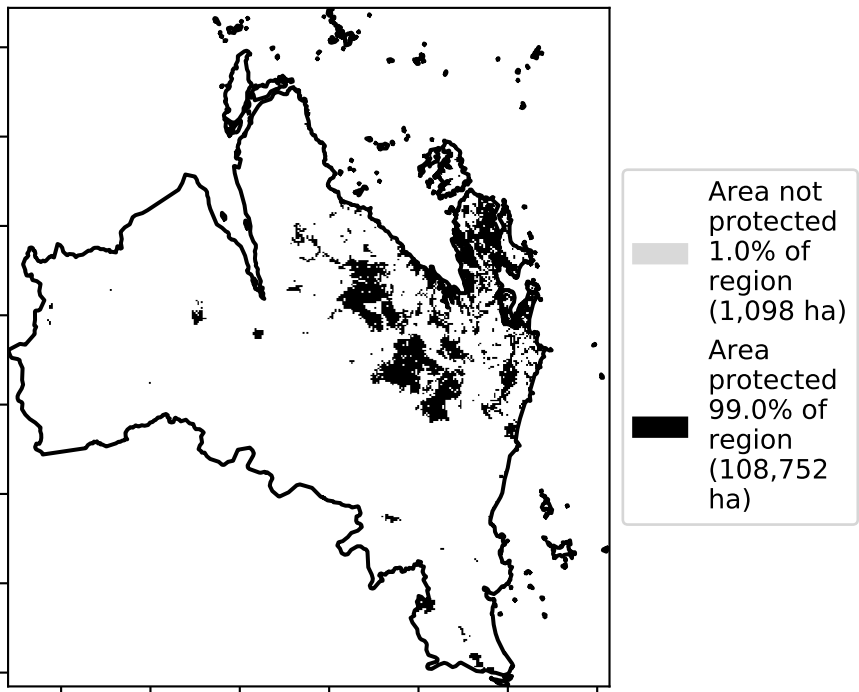 Area not
protected
1.0% of
region
(1,098 ha)
Area
protected
99.0% of
region
(108,752
ha)